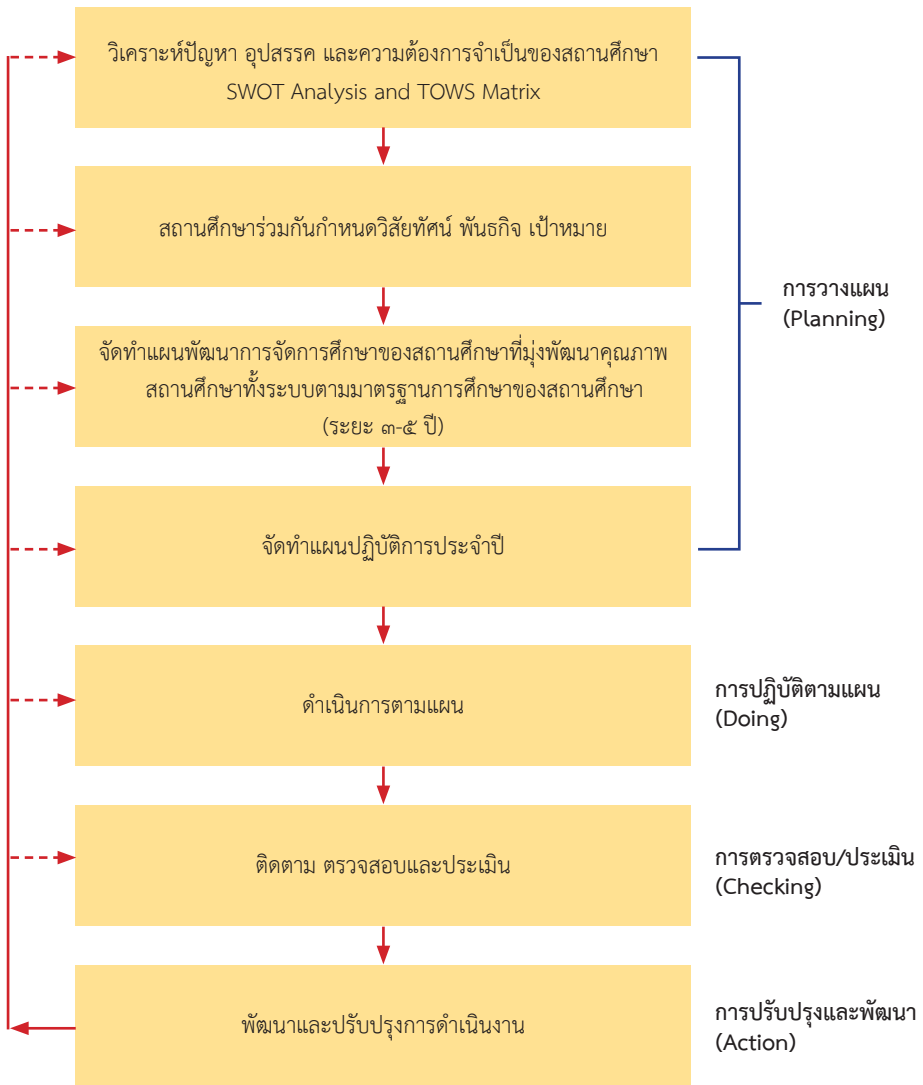 วิเคราะห์ปัญหา อุปสรรค และความต้องการจำเป็นของสถานศึกษา
SWOT Analysis and TOWS Matrix
สถานศึกษาร่วมกันกำหนดวิสัยทัศน์ พันธกิจ เป้าหมาย
การวางแผน
(Planning)
จัดทำแผนพัฒนาการจัดการศึกษาของสถานศึกษาที่มุ่งพัฒนาคุณภาพ
สถานศึกษาทั้งระบบตามมาตรฐานการศึกษาของสถานศึกษา
(ระยะ ๓-๕ ปี)
จัดทำแผนปฏิบัติการประจำปี
ดำเนินการตามแผน
การปฏิบัติตามแผน
(Doing)
ติดตาม ตรวจสอบและประเมิน
การตรวจสอบ/ประเมิน
(Checking)
พัฒนาและปรับปรุงการดำเนินงาน
การปรับปรุงและพัฒนา
(Action)